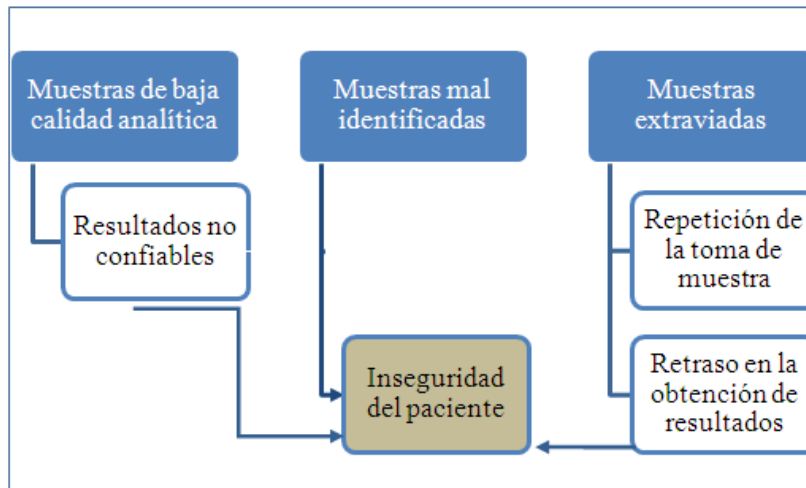 Muestras de baja
calidad analítica
Muestras mal
identificadas
Muestras
extraviadas
Resultados no
confiables
Repetición de
la toma de
muestra
Inseguridad
del paciente
Retraso en la
obtención de
resultados